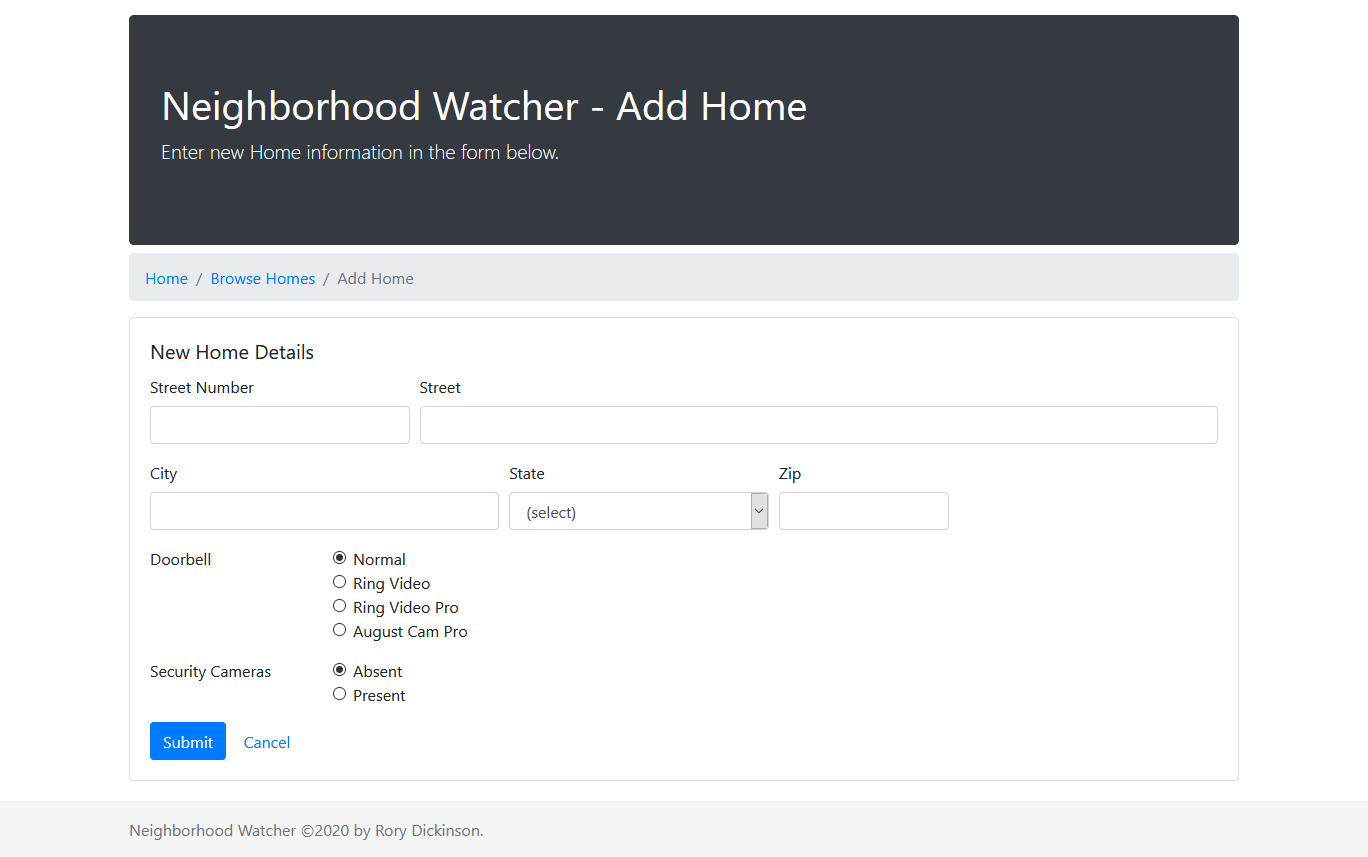 Neighborhood Watcher - Add Home
Enter new Home information in the form below.
Home / Browse Homes / Add Home
New Home Details
Street Number Street
City State Zip
(select)
Doorbell Normal
Ring Video
Ring Video Pro
August Cam Pro
Security Cameras Absent
Present
Submit Cancel
Neighborhood Watcher ©2020 by Rory Dickinson.